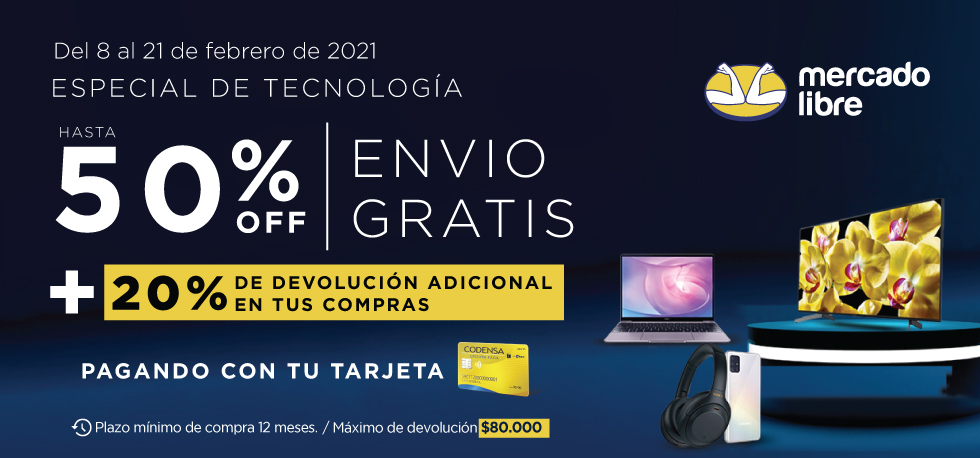 Del 8 al 21 de febrero de 2021
ESPECIAL DE TECNOLOGÍA
HASTA
50% OFF
ENVIO
GRATIS
+ 20% DE DEVOLUCIÓN ADICIONAL
EN TUS COMPRAS
PAGANDO CON TU TARJETA
CODENSA
Plazo mínimo de compra 12 meses. / Máximo de devolución $80.000
mercado
libre